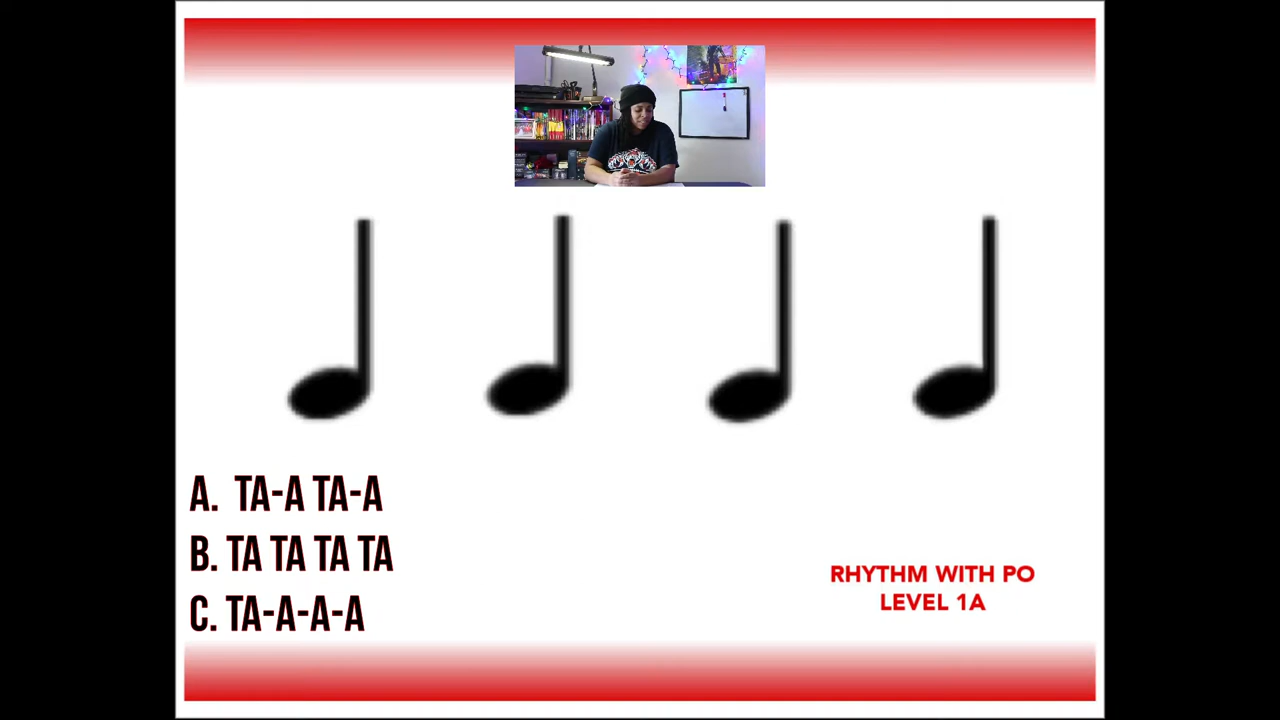 A. TA-A TA-A
B. TA TA TA TA
C. TA-A-A-A
RHYTHM WITH PO
LEVEL 1A